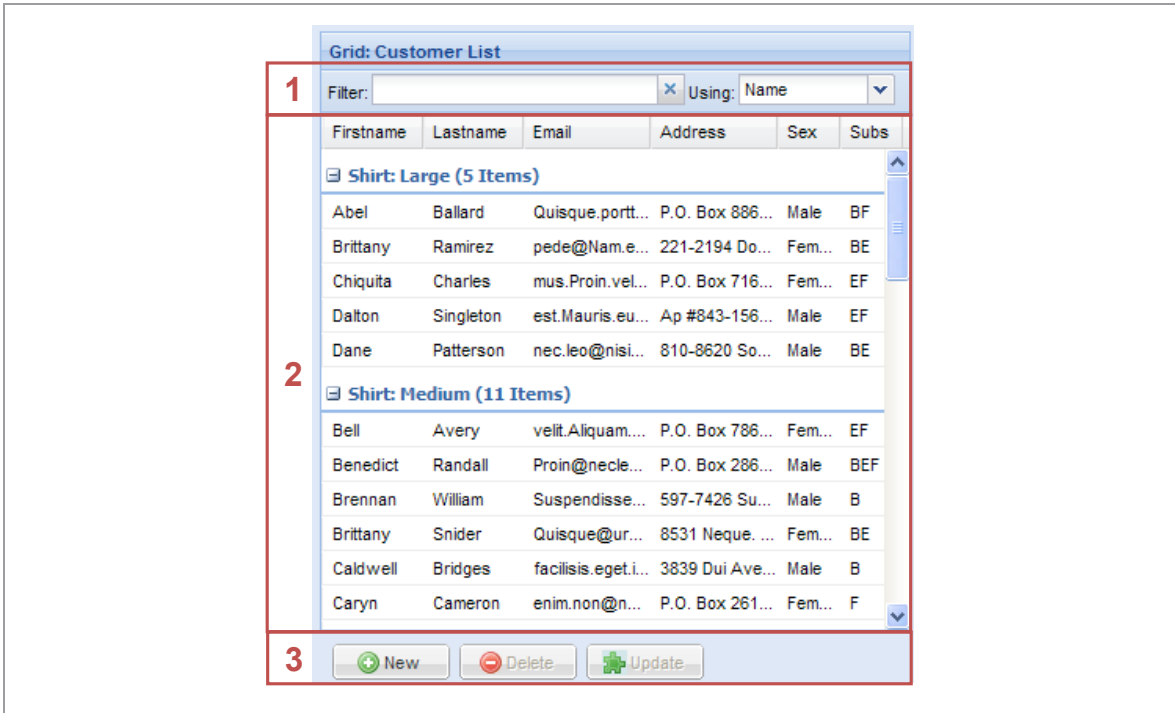 Grid: Customer List
1 Filter: Using: Name
Firstname Lastname Email Address Sex Subs
Shirt: Large (5 Items)
Abel Ballard Quisque.portt... P.O. Box 886... Male BF
Brittany Ramirez pede@Nam.e... 221-2194 Do... Fem... BE
Chiquita Charles mus.Proin.vel... P.O. Box 716... Fem... EF
Dalton Singleton est.Mauris.eu... Ap #843-156... Male EF
Dane Patterson nec.leo@nisi... 810-8620 So... Male BE
2
Shirt: Medium (11 Items)
Bell Avery velit.Aliquam.... P.O. Box 786... Fem... EF
Benedict Randall Proin@necle... P.O. Box 286... Male BEF
Brennan William Suspendisse... 597-7426 Su... Male B
Brittany Snider Quisque@ur... 8531 Neque. ... Fem... BE
Caldwell Bridges facilisis.eget.i... 3839 Dui Ave... Male B
Caryn Cameron enim.non@n... P.O. Box 261... Fem... F
3 New Delete Update